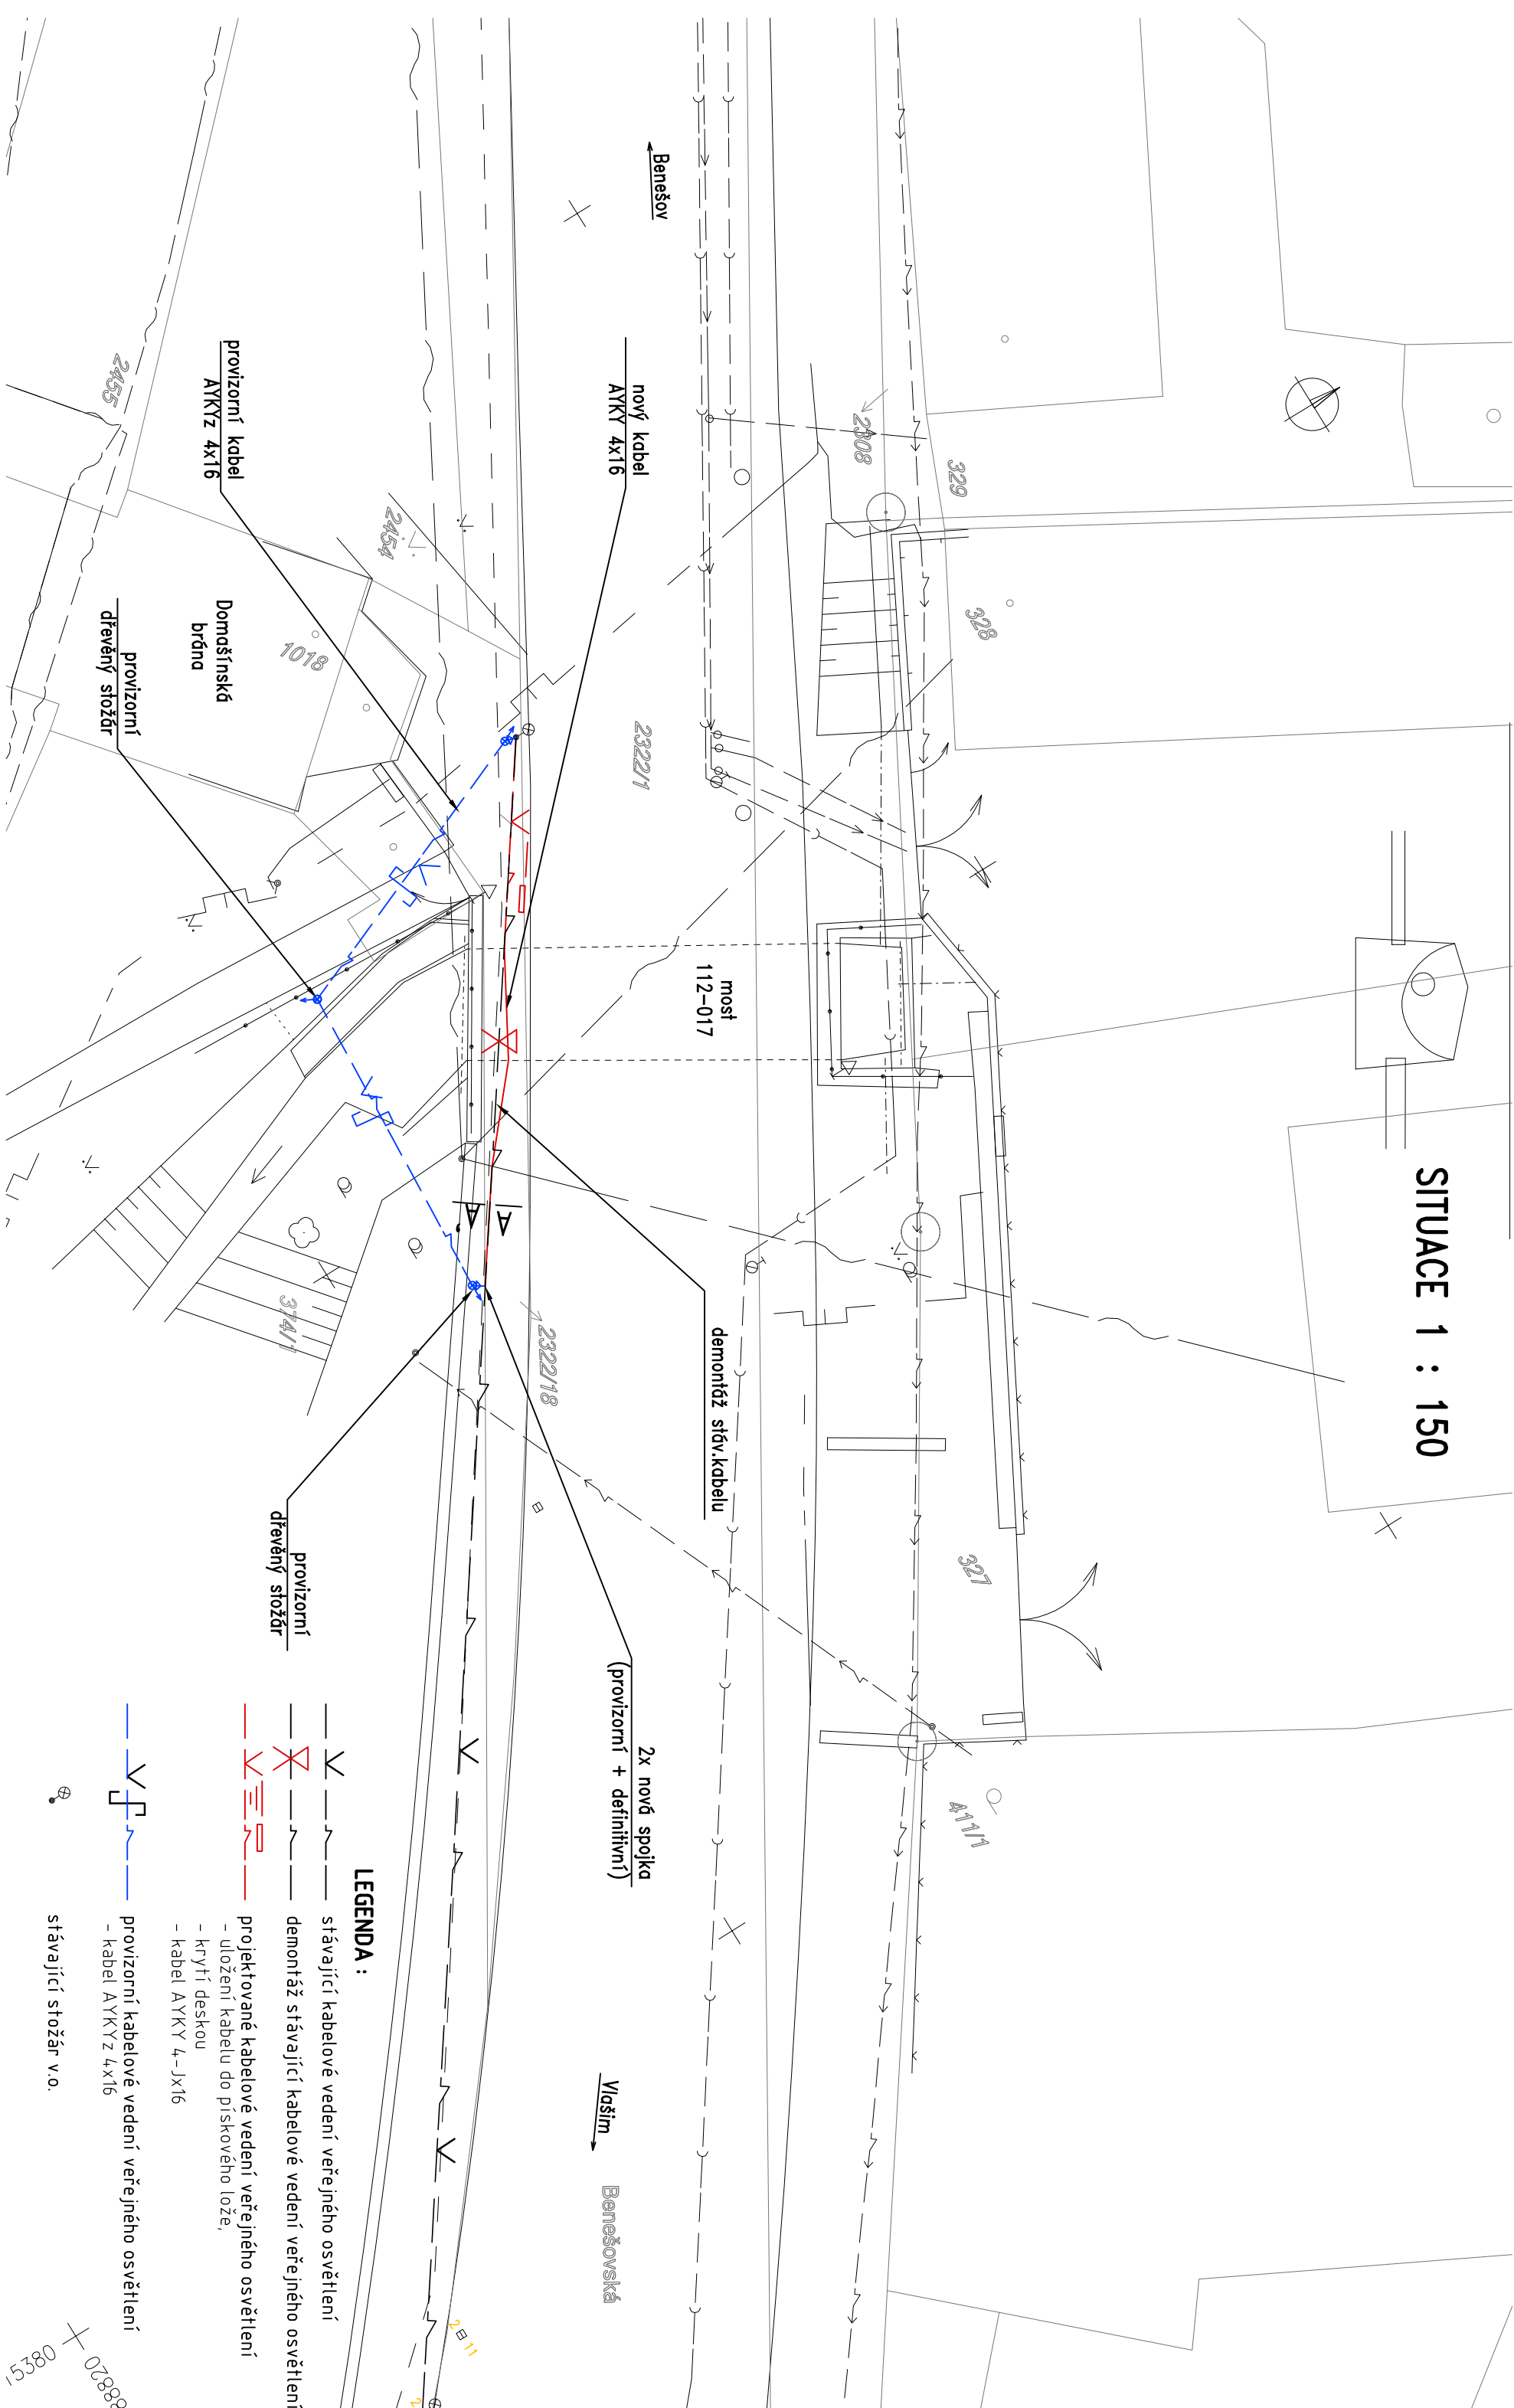 SITUACE 1 : 150
Benešov
329
2308
328
nový kabel
AYKY 4x16
2322/1
most
112-017
2455
provizorní kabel
AYKYz 4x16
2454
1018
Domašínská
brána
provizorní
dřevěný stožár
A
A
374/1
2322/18
demontáž stáv.kabelu
327
411/1
2x nová spojka
(provizorní + definitivní)
provizorní
dřevěný stožár
Vlašim
Benešovská
LEGENDA :
stávající kabelové vedení veřejného osvětlení
demontáž stávající kabelové vedení veřejného osvětlení
projektované kabelové vedení veřejného osvětlení
- uložení kabelu do pískového lože,
- krytí deskou
- kabel AYKY 4-Jx16
provizorní kabelové vedení veřejného osvětlení
- kabel AYKYz 4x16
stávající stožár v.o.
2 11
2